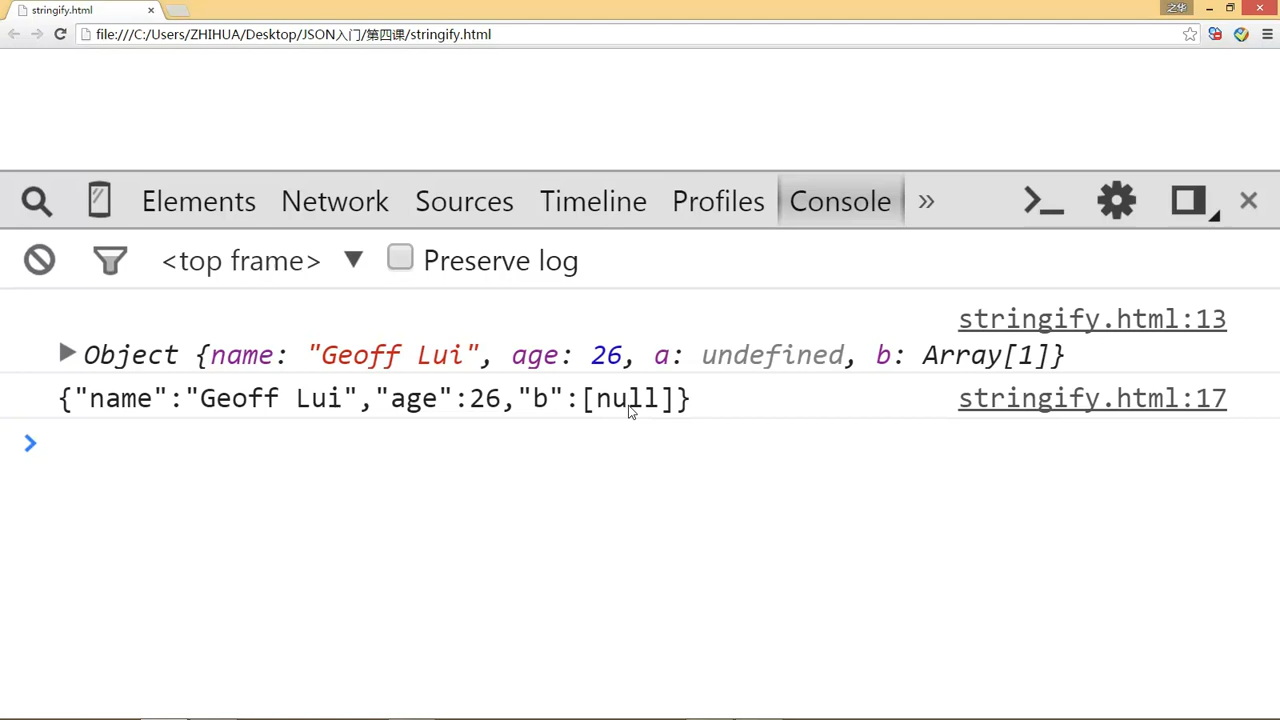 stringify.html
之华
file:///C:/Users/ZHIHUA/Desktop/JSON入门/第四课/stringify.html
Elements Network Sources Timeline Profiles Console »
<top frame> Preserve log
stringify.html:13
Object {name: "Geoff Lui", age: 26, a: undefined, b: Array[1]}
{"name":"Geoff Lui","age":26,"b":[null]} stringify.html:17